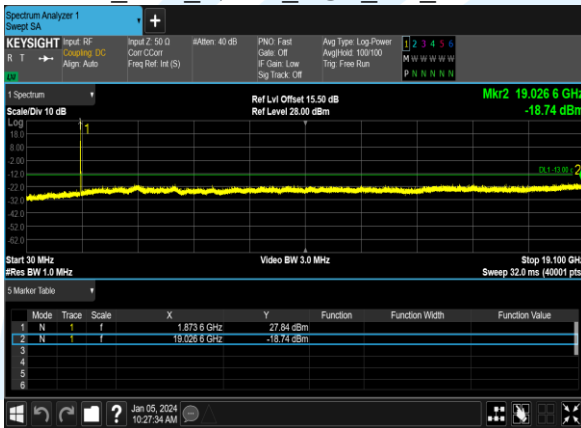 Spectrum Analyzer 1
Swept SA
KEYSIGHT Input: RF Input Z: 50 Ω #Atten: 40 dB PNO: Fast Avg Type: Log-Power 1 2 3 4 5 6
R T Coupling: DC Corr CCorr Gate: Off Avg|Hold: 100/100 M W W W W W
Align: Auto Freq Ref: Int (S) IF Gain: Low Trig: Free Run
Sig Track: Off P N N N N N
LV
1 Spectrum Ref Lvl Offset 15.50 dB Mkr2 19.026 6 GHz
Scale/Div 10 dB Ref Level 28.00 dBm -18.74 dBm
Log
18.0 1
8.00
-2.00
-12.0 DL1 -13.00 2
-22.0
-32.0
-42.0
-52.0
-62.0
Start 30 MHz Video BW 3.0 MHz Stop 19.100 GHz
#Res BW 1.0 MHz Sweep 32.0 ms (40001 pts
5 Marker Table
Mode Trace Scale X Y Function Function Width Function Value
1 N 1 f 1.873 6 GHz 27.84 dBm
2 N 1 f 19.026 6 GHz -18.74 dBm
3
4
5
6
? Jan 05, 2024
10:27:34 AM